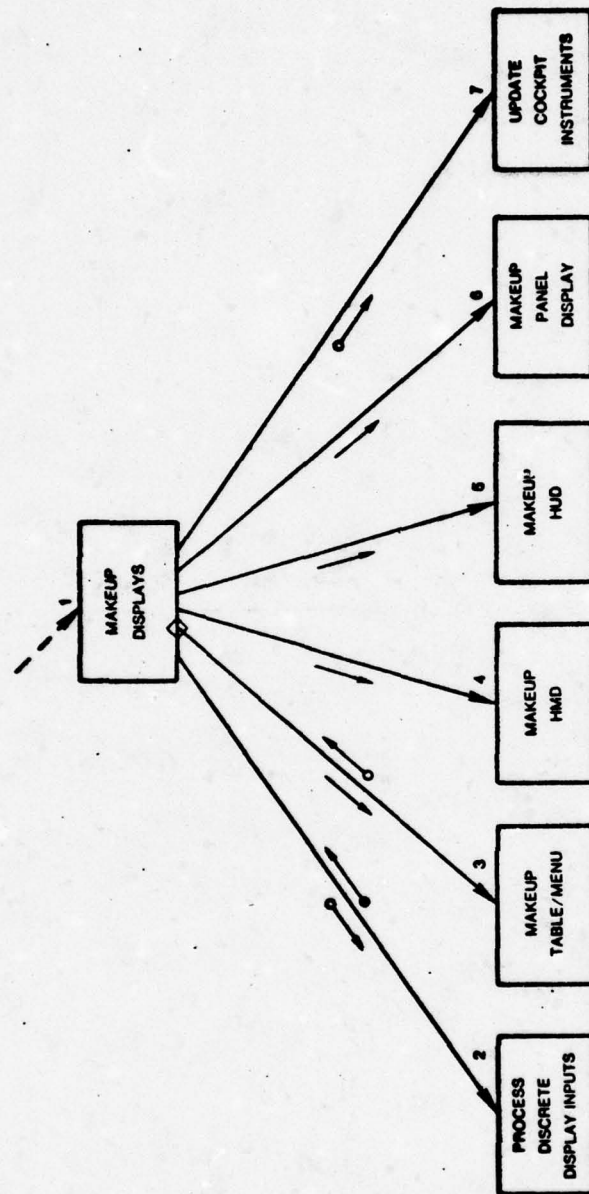 1
MAKEUP
DISPLAYS
2
PROCESS
DISCRETE
DISPLAY INPUTS
3
MAKEUP
TABLE/MENU
4
MAKEUP
HMD
5
MAKEUP
HUD
6
MAKEUP
PANEL
DISPLAY
7
UPDATE
COCKPIT
INSTRUMENTS